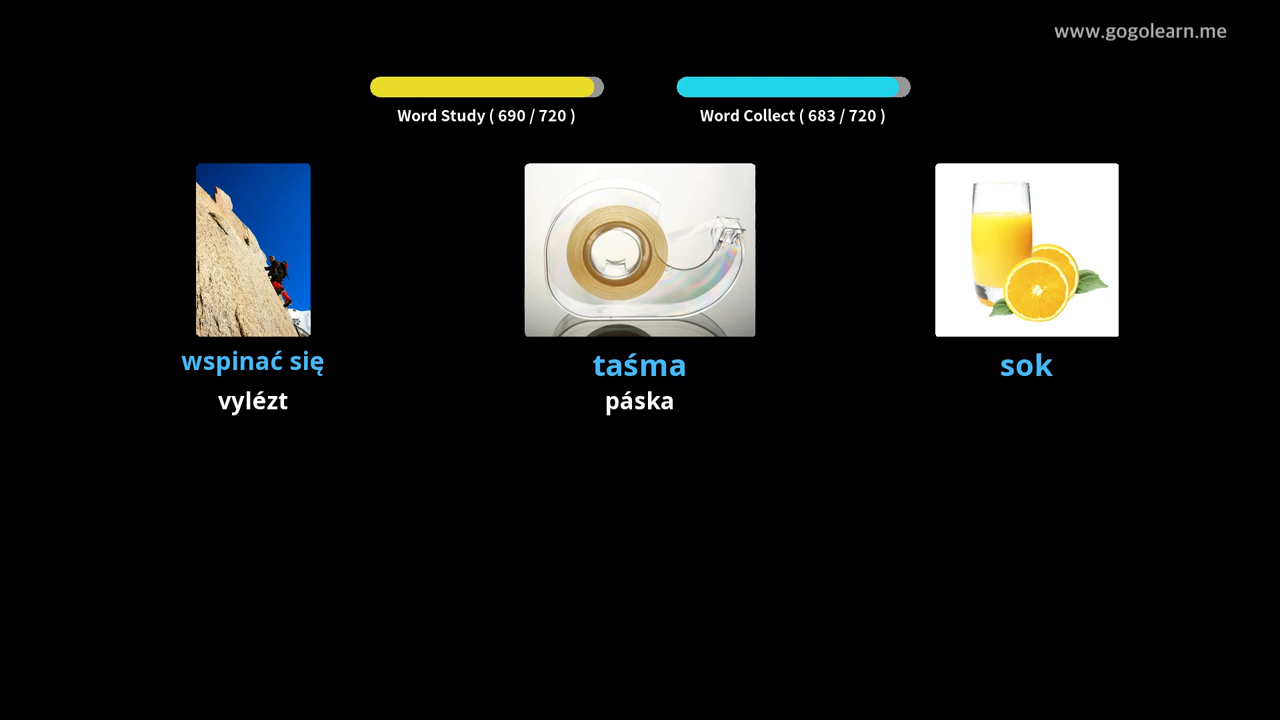 www.gogolearn.me
Word Study ( 690 / 720 )
Word Collect ( 683 / 720 )
wspinać się
taśma
sok
vylézt
páska